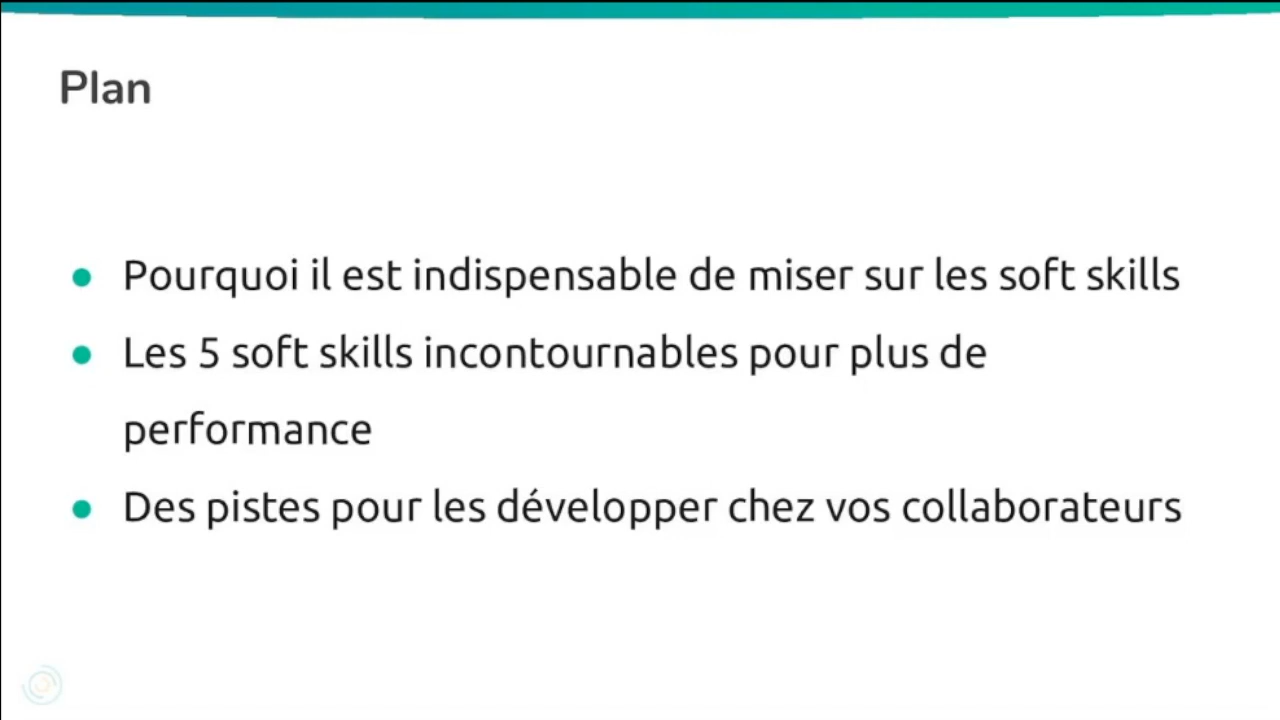 Plan
● Pourquoi il est indispensable de miser sur les soft skills
● Les 5 soft skills incontournables pour plus de
performance
● Des pistes pour les développer chez vos collaborateurs